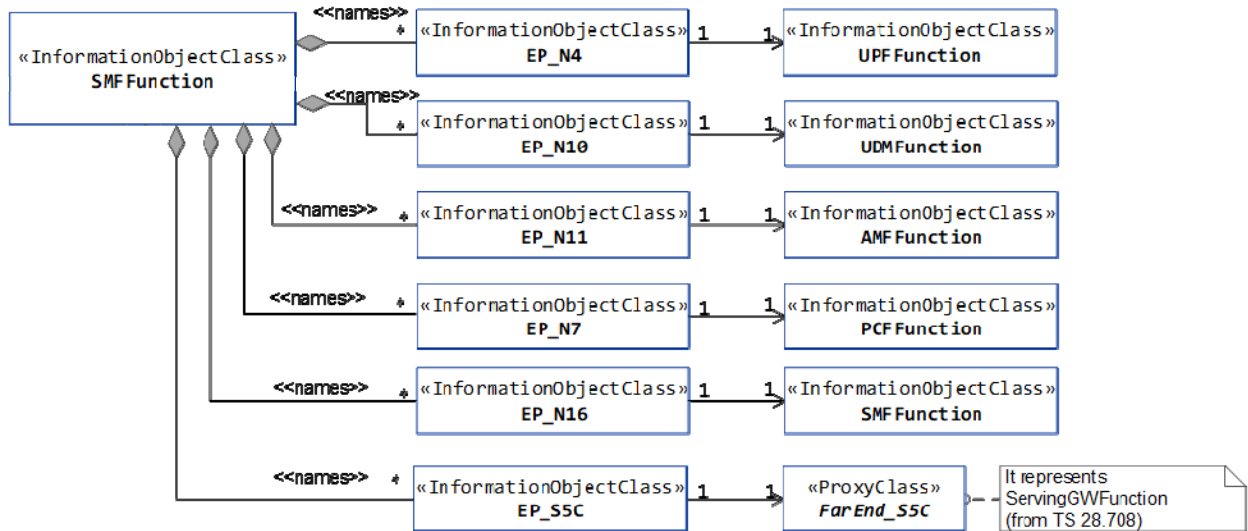 <<names>>
*
«InformationObjectClass»
SMFFunction
«InformationObjectClass»
EP_N4
1
1
«InformationObjectClass»
UPFFunction
<<names>>
*
«InformationObjectClass»
EP_N10
1
1
«InformationObjectClass»
UDMFunction
<<names>>
*
«InformationObjectClass»
EP_N11
1
1
«InformationObjectClass»
AMFFunction
<<names>>
*
«InformationObjectClass»
EP_N7
1
1
«InformationObjectClass»
PCFFunction
<<names>>
*
«InformationObjectClass»
EP_N16
1
1
«InformationObjectClass»
SMFFunction
<<names>>
*
«InformationObjectClass»
EP_S5C
1
1
«ProxyClass»
FarEnd_S5C
It represents
ServingGWFunction
(from TS 28.708)